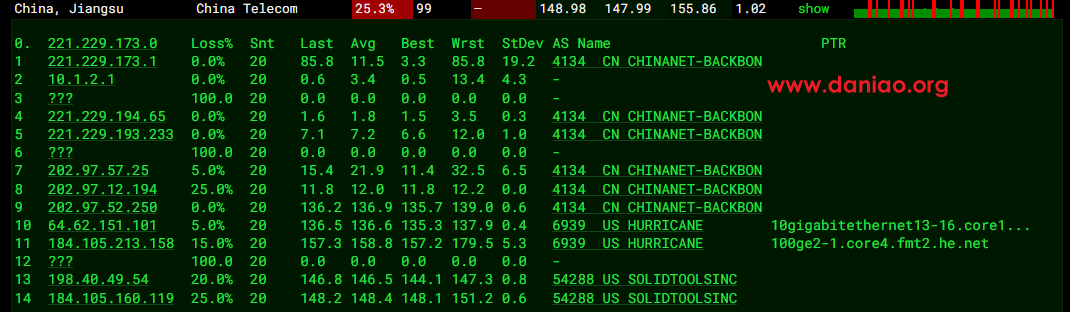 China, Jiangsu China Telecom 25.3% 99 – 148.98 147.99 155.86 1.02 show
0. 221.229.173.0 Loss% Snt Last Avg Best Wrst StDev AS Name PTR
1 221.229.173.1 0.0% 20 85.8 11.5 3.3 85.8 19.2 4134 CN CHINANET-BACKBON
2 10.1.2.1 0.0% 20 0.6 3.4 0.5 13.4 4.3 –
www.daniao.org
3 ??? 100.0 20 0.0 0.0 0.0 0.0 0.0 –
4 221.229.194.65 0.0% 20 1.6 1.8 1.5 3.5 0.3 4134 CN CHINANET-BACKBON
5 221.229.193.233 0.0% 20 7.1 7.2 6.6 12.0 1.0 4134 CN CHINANET-BACKBON
6 ??? 100.0 20 0.0 0.0 0.0 0.0 0.0 –
7 202.97.57.25 5.0% 20 15.4 21.9 11.4 32.5 6.5 4134 CN CHINANET-BACKBON
8 202.97.12.194 25.0% 20 11.8 12.0 11.8 12.2 0.0 4134 CN CHINANET-BACKBON
9 202.97.52.250 0.0% 20 136.2 136.9 135.7 139.0 0.6 4134 CN CHINANET-BACKBON
10 64.62.151.101 5.0% 20 136.5 136.6 135.3 137.9 0.4 6939 US HURRICANE 10gigabitethernet13-16.core1...
11 184.105.213.158 15.0% 20 157.3 158.8 157.2 179.5 5.3 6939 US HURRICANE 100ge2-1.core4.fmt2.he.net
12 ??? 100.0 20 0.0 0.0 0.0 0.0 0.0 –
13 198.40.49.54 20.0% 20 146.8 146.5 144.1 147.3 0.8 54288 US SOLIDTOOLSINC
14 184.105.160.119 25.0% 20 148.2 148.4 148.1 151.2 0.6 54288 US SOLIDTOOLSINC